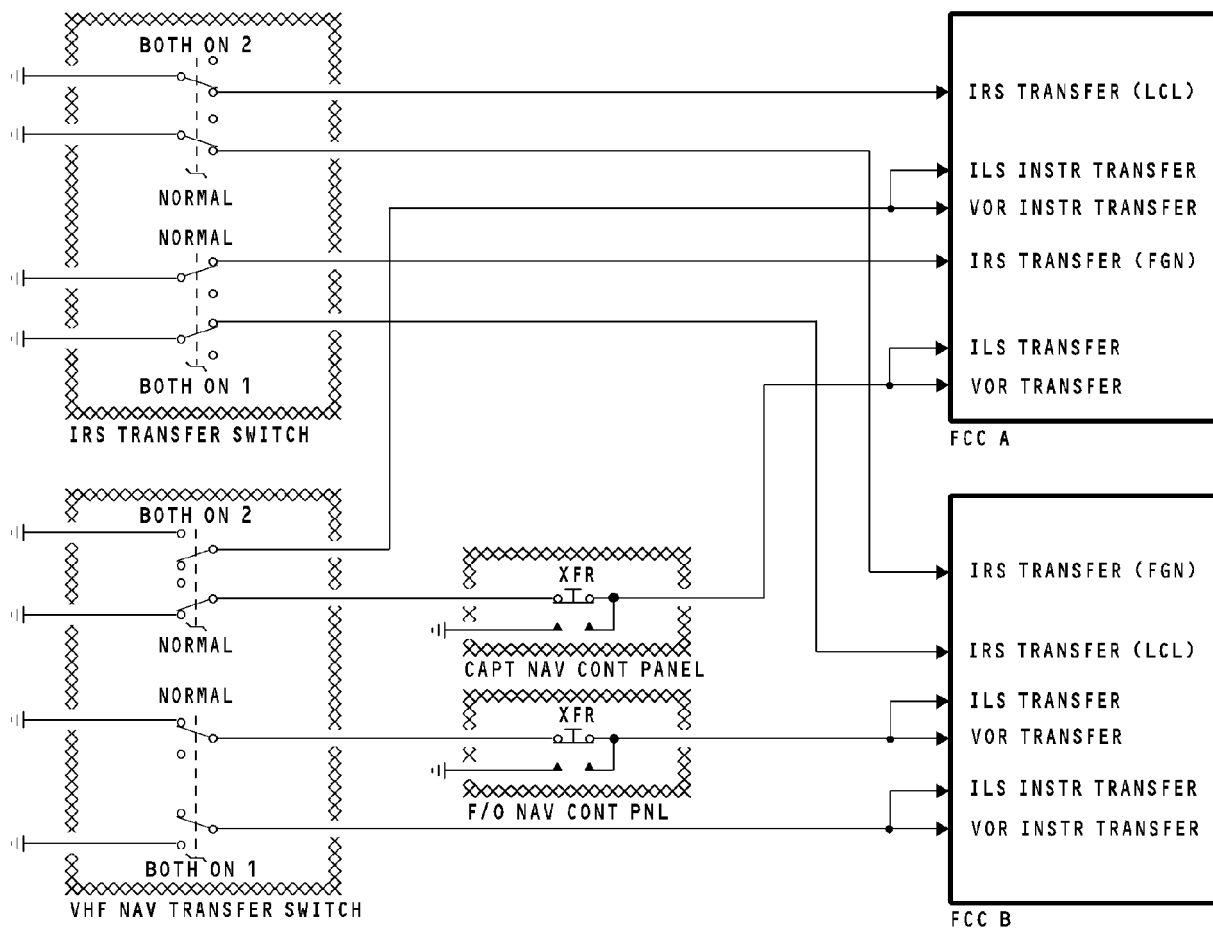 BOTH ON 2
NORMAL
NORMAL
BOTH ON 1
IRS TRANSFER SWITCH
BOTH ON 2
NORMAL
NORMAL
BOTH ON 1
VHF NAV TRANSFER SWITCH
XFR
CAPT NAV CONT PANEL
XFR
F/O NAV CONT PNL
IRS TRANSFER (LCL)
ILS INSTR TRANSFER
VOR INSTR TRANSFER
IRS TRANSFER (FGN)
ILS TRANSFER
VOR TRANSFER
FCC A
IRS TRANSFER (FGN)
IRS TRANSFER (LCL)
ILS TRANSFER
VOR TRANSFER
ILS INSTR TRANSFER
VOR INSTR TRANSFER
FCC B